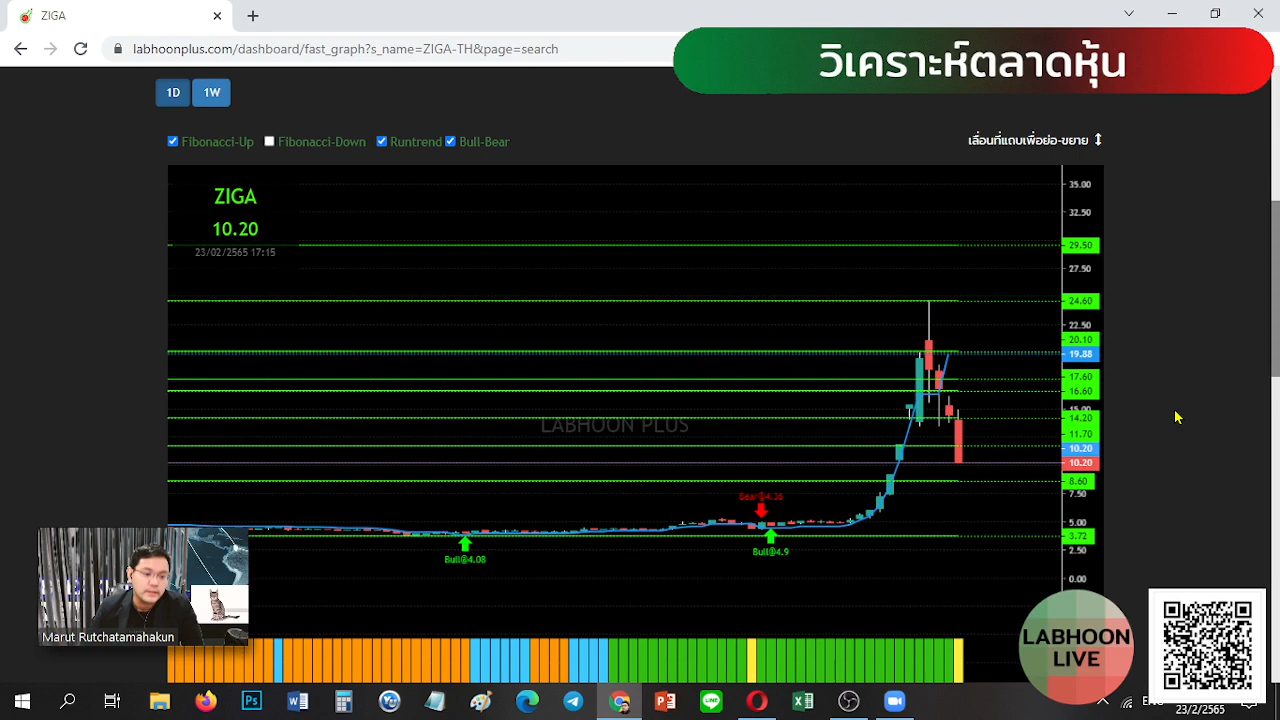 ZIGA
labhoonplus.com/dashboard/fast_graph?s_name=ZIGA-TH&page=search
วิเคราะห์ตลาดหุ้น
1D
1W
Fibonacci-Up
Fibonacci-Down
Runtrend
Bull-Bear
เลื่อนที่แถบเพื่อย่อ-ขยาย
ZIGA
10.20
23/02/2565 17:15
35.00
32.50
29.50
27.50
24.60
22.50
20.10
19.88
17.60
16.60
15.00
14.20
11.70
10.20
10.20
8.60
7.50
5.00
3.72
2.50
0.00
LABHOON PLUS
Bear@4.36
Bull@4.9
Bull@4.08
Marut Rutchatamahakun
LABHOON
LIVE
23/2/2565